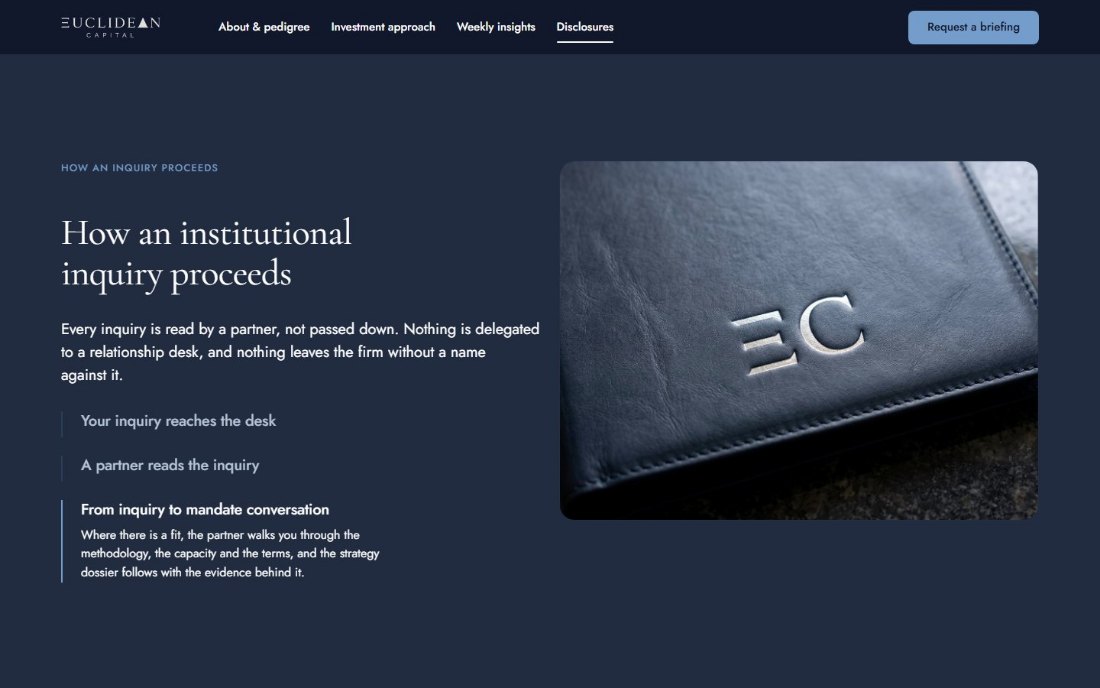 EUCLIDEAN
CAPITAL
About & pedigree
Investment approach
Weekly insights
Disclosures
Request a briefing
HOW AN INQUIRY PROCEEDS
How an institutional
inquiry proceeds
Every inquiry is read by a partner, not passed down. Nothing is delegated
to a relationship desk, and nothing leaves the firm without a name
against it.
Your inquiry reaches the desk
A partner reads the inquiry
From inquiry to mandate conversation
Where there is a fit, the partner walks you through the
methodology, the capacity and the terms, and the strategy
dossier follows with the evidence behind it.
EC